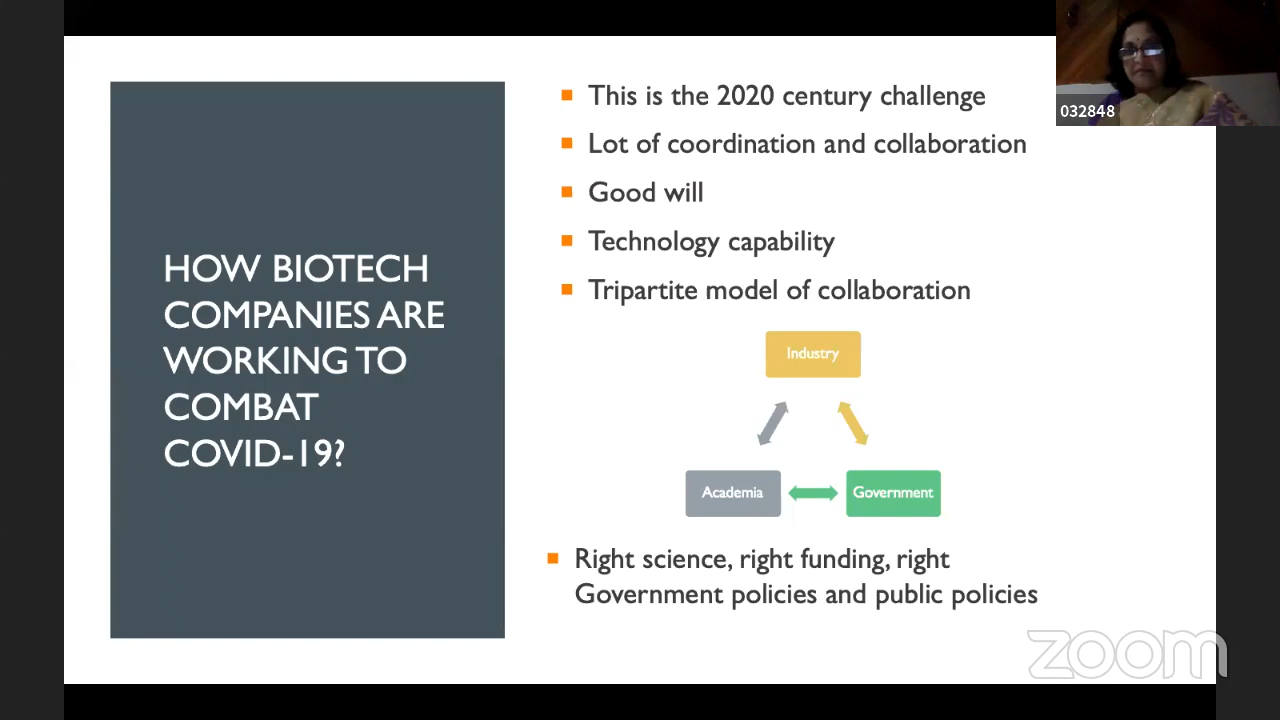 HOW BIOTECH
COMPANIES ARE
WORKING TO
COMBAT
COVID-19?
This is the 2020 century challenge
Lot of coordination and collaboration
Good will
Technology capability
Tripartite model of collaboration
Industry
Academia
Government
Right science, right funding, right
Government policies and public policies
032848
zoom